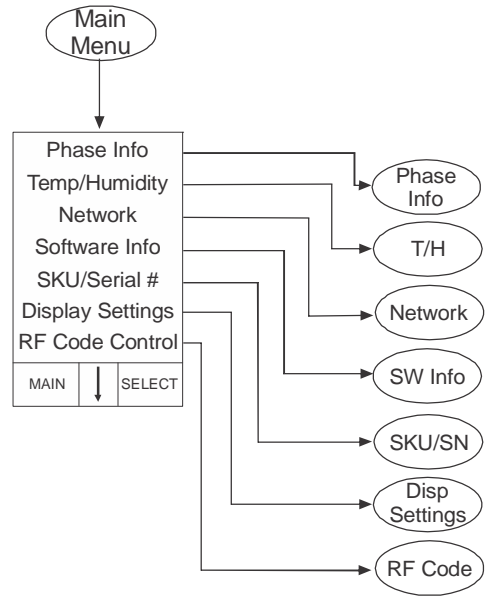 Main
Menu
Phase Info
Temp/Humidity
Network
Software Info
SKU/Serial #
Display Settings
RF Code Control
MAIN
SELECT
Phase
Info
T/H
Network
SW Info
SKU/SN
Disp
Settings
RF Code